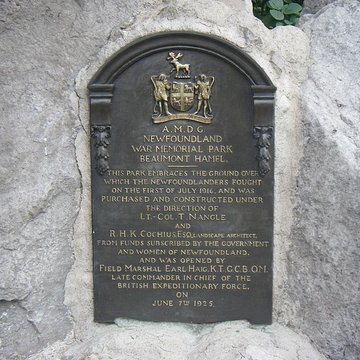 A.M.D.G
NEWFOUNDLAND
WAR MEMORIAL PARK
BEAUMONT HAMEL.
THIS PARK EMBRACES THE GROUND OVER
WHICH THE NEWFOUNDLANDERS FOUGHT
ON THE FIRST OF JULY 1916, AND WAS
PURCHASED AND CONSTRUCTED UNDER
THE DIRECTION OF
LT-COL. T. NANGLE
AND
R.H.K. COCHIUS, ESQ, LANDSCAPE ARCHITECT,
FROM FUNDS SUBSCRIBED BY THE GOVERNMENT
AND WOMEN OF NEWFOUNDLAND,
AND WAS OPENED BY
FIELD MARSHAL EARL HAIG, K.T.G.C.B.O.M.
LATE COMMANDER IN CHIEF OF THE
BRITISH EXPEDITIONARY FORCE.
ON
JUNE 7TH 1925.